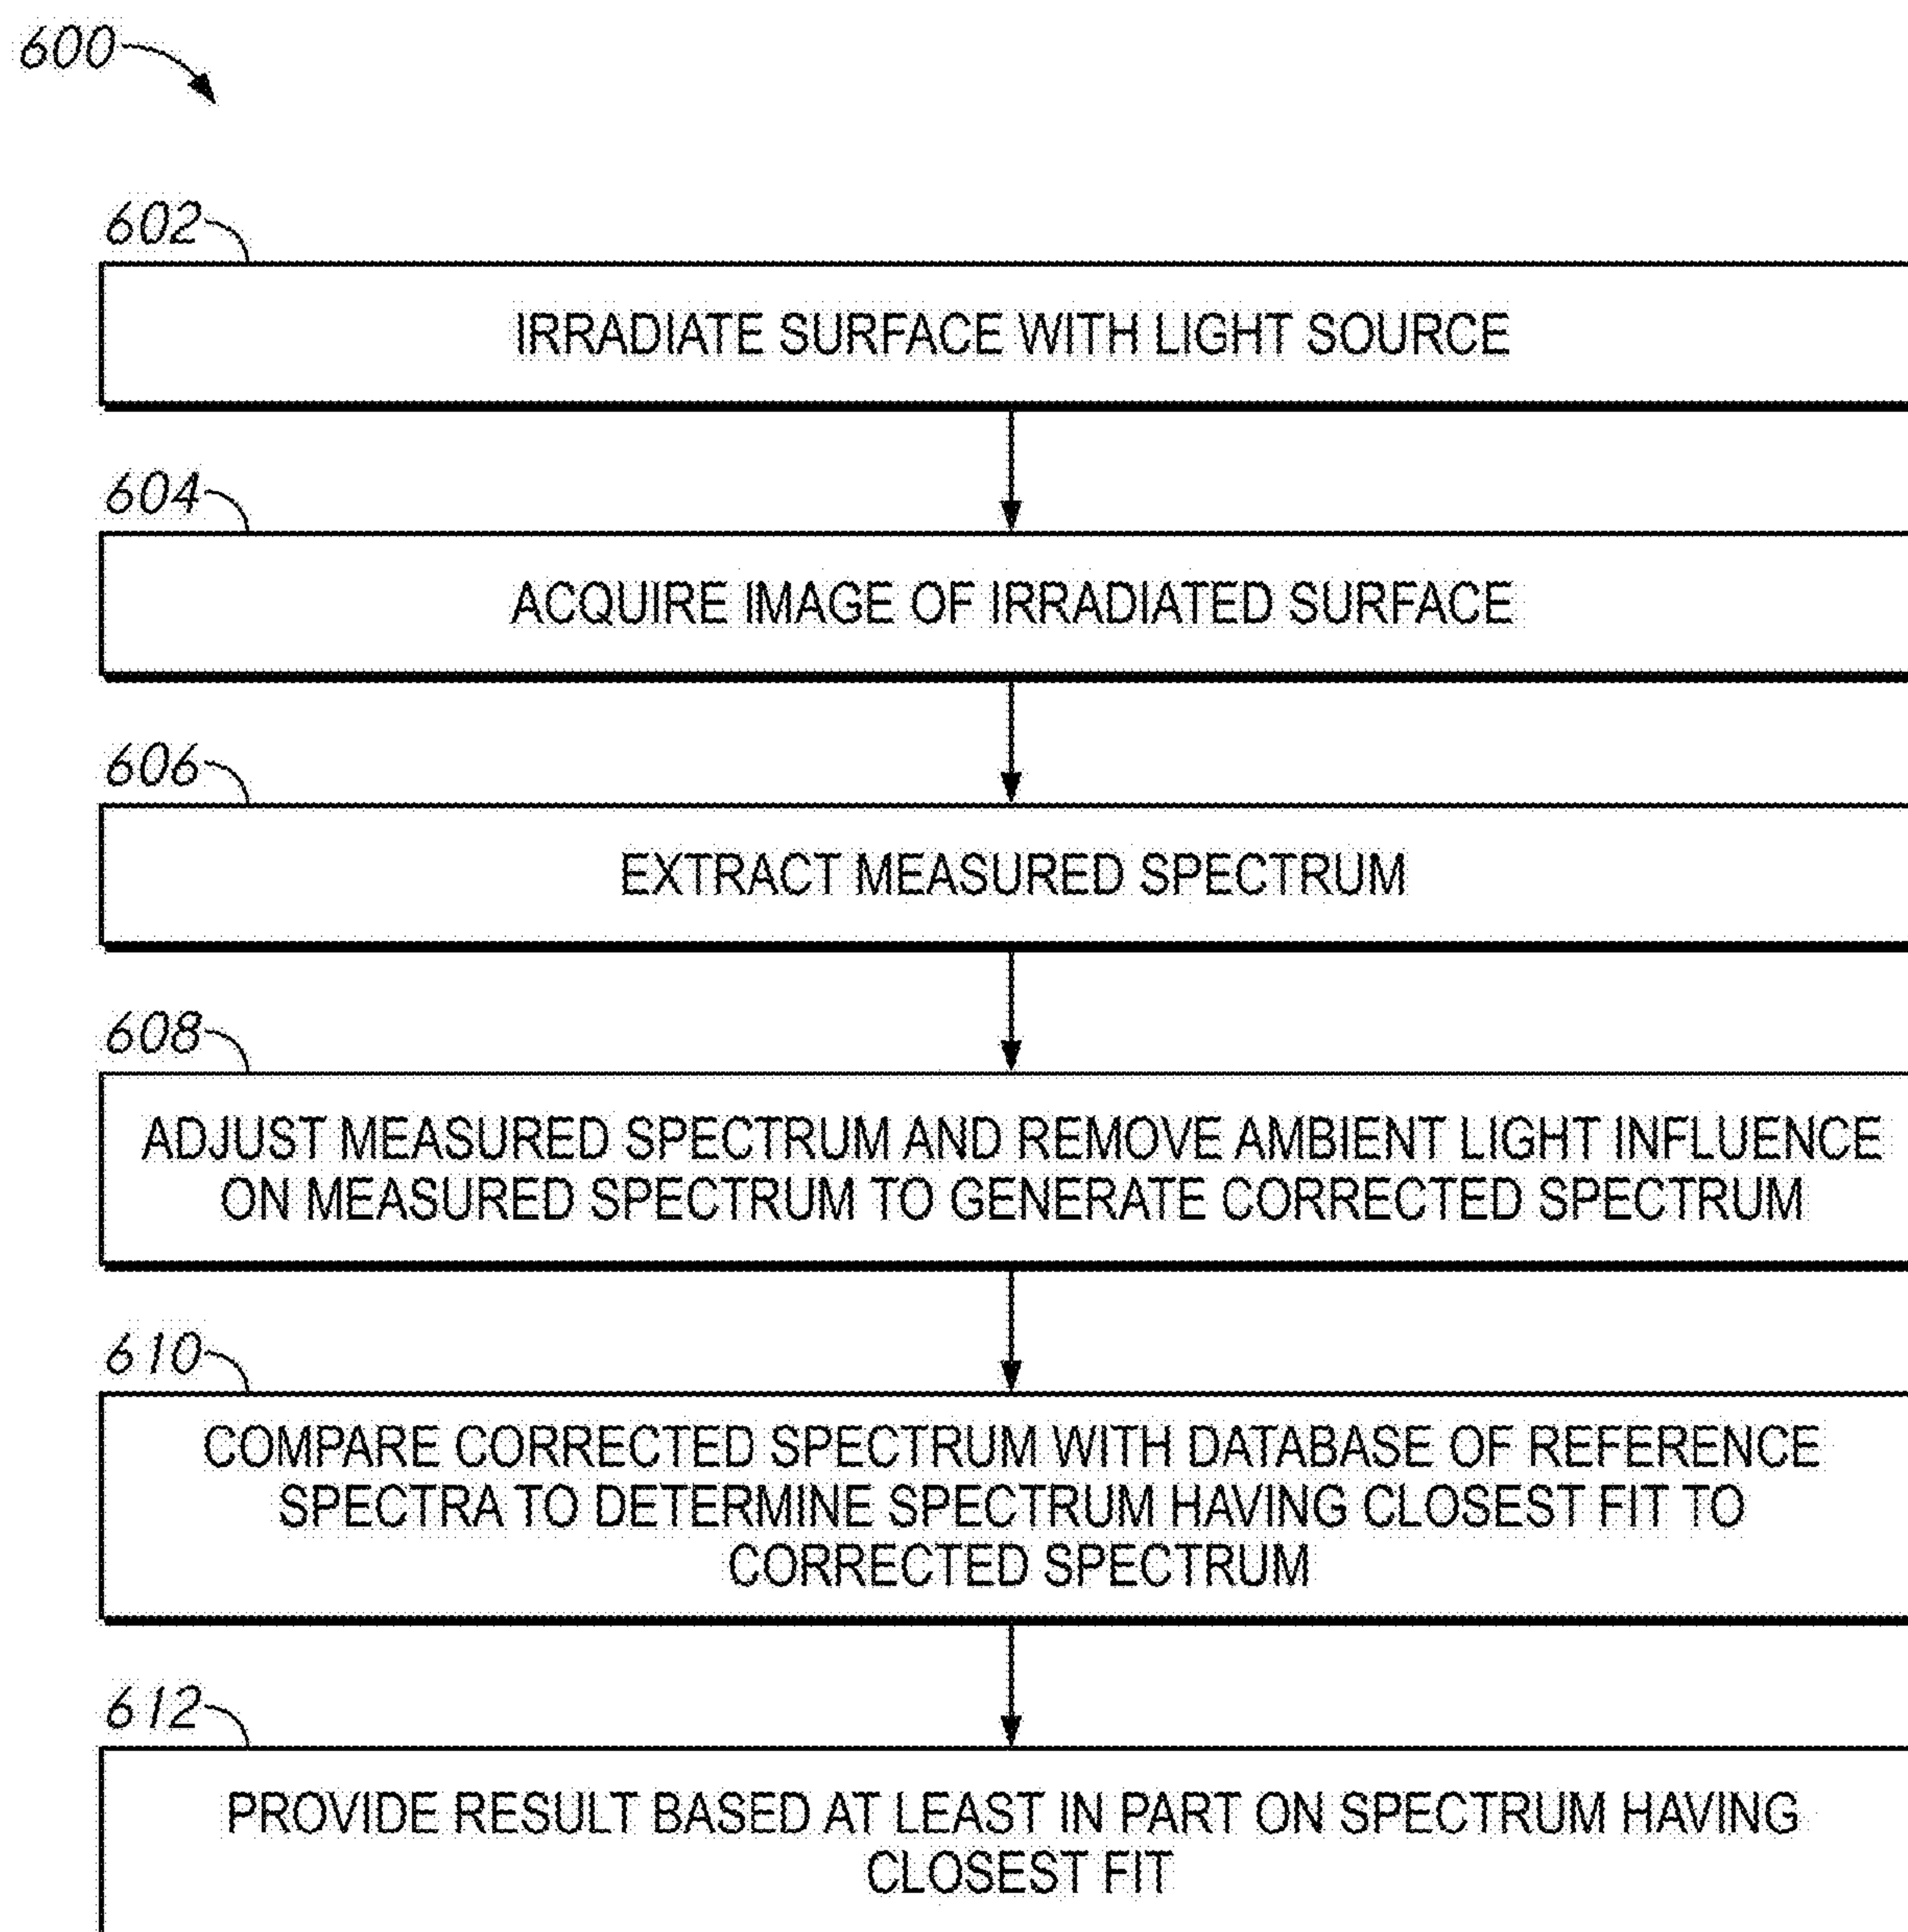 600
602
IRRADIATE SURFACE WITH LIGHT SOURCE
604
ACQUIRE IMAGE OF IRRADIATED SURFACE
606
EXTRACT MEASURED SPECTRUM
608
ADJUST MEASURED SPECTRUM AND REMOVE AMBIENT LIGHT INFLUENCE
ON MEASURED SPECTRUM TO GENERATE CORRECTED SPECTRUM
610
COMPARE CORRECTED SPECTRUM WITH DATABASE OF REFERENCE
SPECTRA TO DETERMINE SPECTRUM HAVING CLOSEST FIT TO
CORRECTED SPECTRUM
612
PROVIDE RESULT BASED AT LEAST IN PART ON SPECTRUM HAVING
CLOSEST FIT